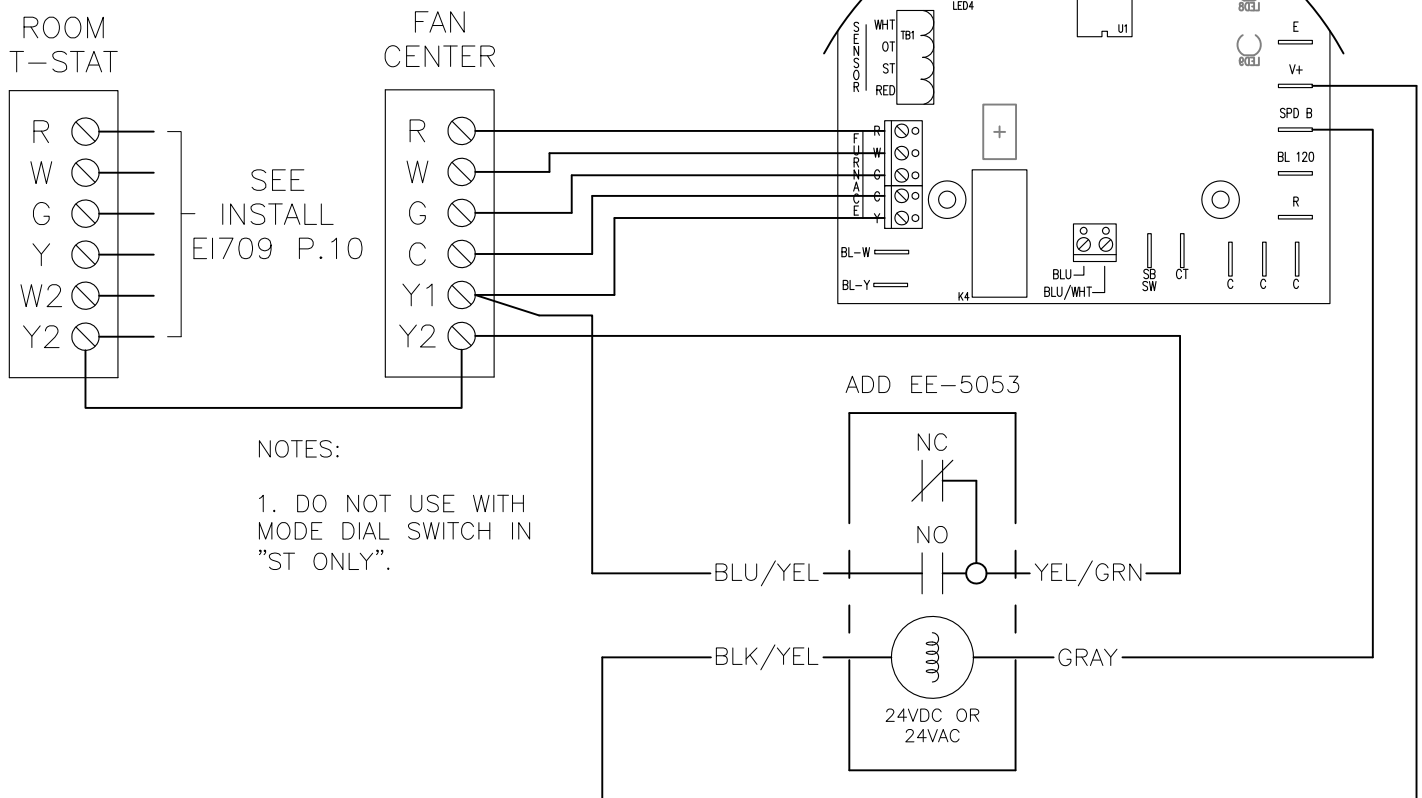 ROOM
T-STAT
R
W
G
Y
W2
Y2
SEE
INSTALL
EI709 P.10
FAN
CENTER
R
W
G
C
Y1
Y2
NOTES:
1. DO NOT USE WITH
MODE DIAL SWITCH IN
"ST ONLY".
LED4
U1
LED8
LED9
SENSOR
WHT
OT
ST
RED
TB1
FURNACE
R
W
G
C
Y
BL-W
BL-Y
+
K4
BLU
BLU/WHT
SB
SW
CT
C
C
C
E
V+
SPD B
BL 120
R
ADD EE-5053
NC
NO
BLU/YEL
YEL/GRN
BLK/YEL
GRAY
24VDC OR
24VAC